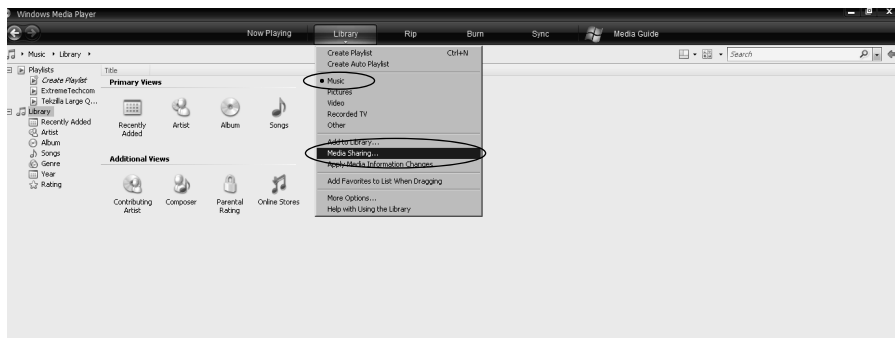 Windows Media Player
Now Playing Library Rip Burn Sync Media Guide
Music Library
Search
Create Playlist Ctrl+N
Create Auto Playlist
Music
Pictures
Video
Recorded TV
Other
Add to Library...
Media Sharing...
Apply Media Information Changes
Add Favorites to List When Dragging
More Options...
Help with Using the Library
Playlists
Create Playlist
ExtremeTechcom
Tekzilla Large Q...
Library
Recently Added
Artist
Album
Songs
Genre
Year
Rating
Title
Primary Views
Recently Added
Artist
Album
Songs
Additional Views
Contributing Artist
Composer
Parental Rating
Online Stores